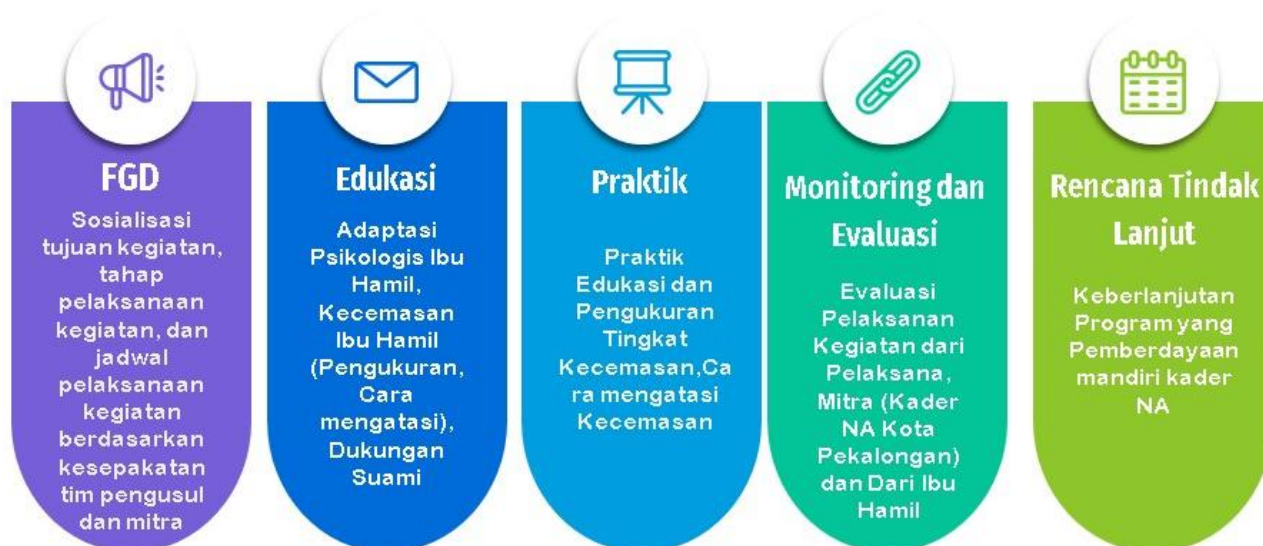 FGD
Sosialisasi
tujuan kegiatan,
tahap
pelaksanaan
kegiatan, dan
jadwal
pelaksanaan
kegiatan
berdasarkan
kesepakatan
tim pengusul
dan mitra
Edukasi
Adaptasi
Psikologis Ibu
Hamil,
Kecemasan
Ibu Hamil
(Pengukuran,
Cara
mengatasi),
Dukungan
Suami
Praktik
Praktik
Edukasi dan
Pengukuran
Tingkat
Kecemasan,Ca
ra mengatasi
Kecemasan
Monitoring dan
Evaluasi
Evaluasi
Pelaksanan
Kegiatan dari
Pelaksana,
Mitra (Kader
NA Kota
Pekalongan)
dan Dari Ibu
Hamil
Rencana Tindak
Lanjut
Keberlanjutan
Program yang
Pemberdayaan
mandiri kader
NA